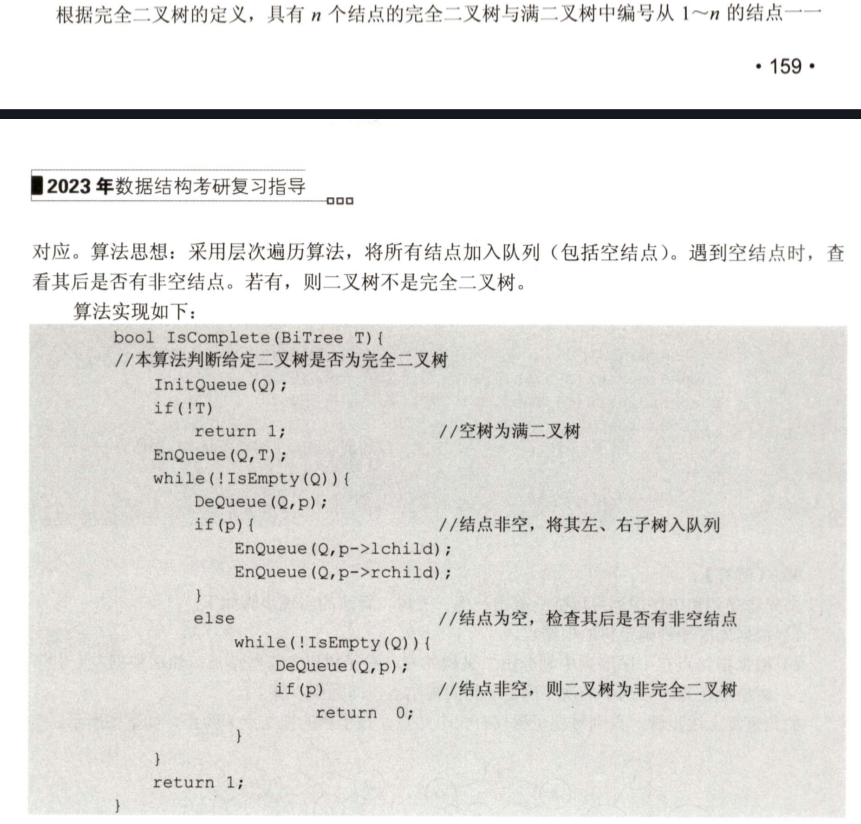 根据完全二叉树的定义，具有 n 个结点的完全二叉树与满二叉树中编号从 1～n 的结点一一
·159·
2023 年数据结构考研复习指导
对应。算法思想：采用层次遍历算法，将所有结点加入队列（包括空结点）。遇到空结点时，查
看其后是否有非空结点。若有，则二叉树不是完全二叉树。
算法实现如下：
bool IsComplete(BiTree T){
//本算法判断给定二叉树是否为完全二叉树
InitQueue(Q);
if(!T)
return 1; //空树为满二叉树
EnQueue(Q,T);
while(!IsEmpty(Q)){
DeQueue(Q,p);
if(p){ //结点非空，将其左、右子树入队列
EnQueue(Q,p->lchild);
EnQueue(Q,p->rchild);
}
else //结点为空，检查其后是否有非空结点
while(!IsEmpty(Q)){
DeQueue(Q,p);
if(p) //结点非空，则二叉树为非完全二叉树
return 0;
}
}
return 1;
}